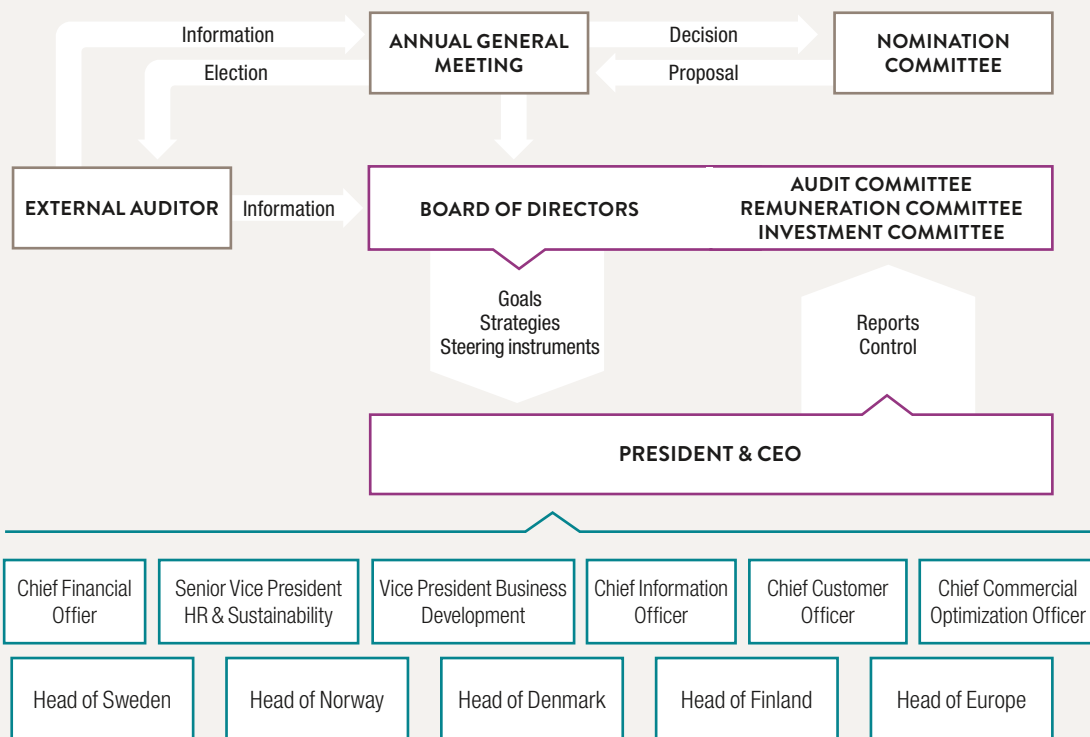 Information
ANNUAL GENERAL
MEETING
Decision
NOMINATION
COMMITTEE
Election
Proposal
EXTERNAL AUDITOR
Information
BOARD OF DIRECTORS
AUDIT COMMITTEE
REMUNERATION COMMITTEE
INVESTMENT COMMITTEE
Goals
Strategies
Steering instruments
Reports
Control
PRESIDENT & CEO
Chief Financial
Offier
Senior Vice President
HR & Sustainability
Vice President Business
Development
Chief Information
Officer
Chief Customer
Officer
Chief Commercial
Optimization Officer
Head of Sweden
Head of Norway
Head of Denmark
Head of Finland
Head of Europe